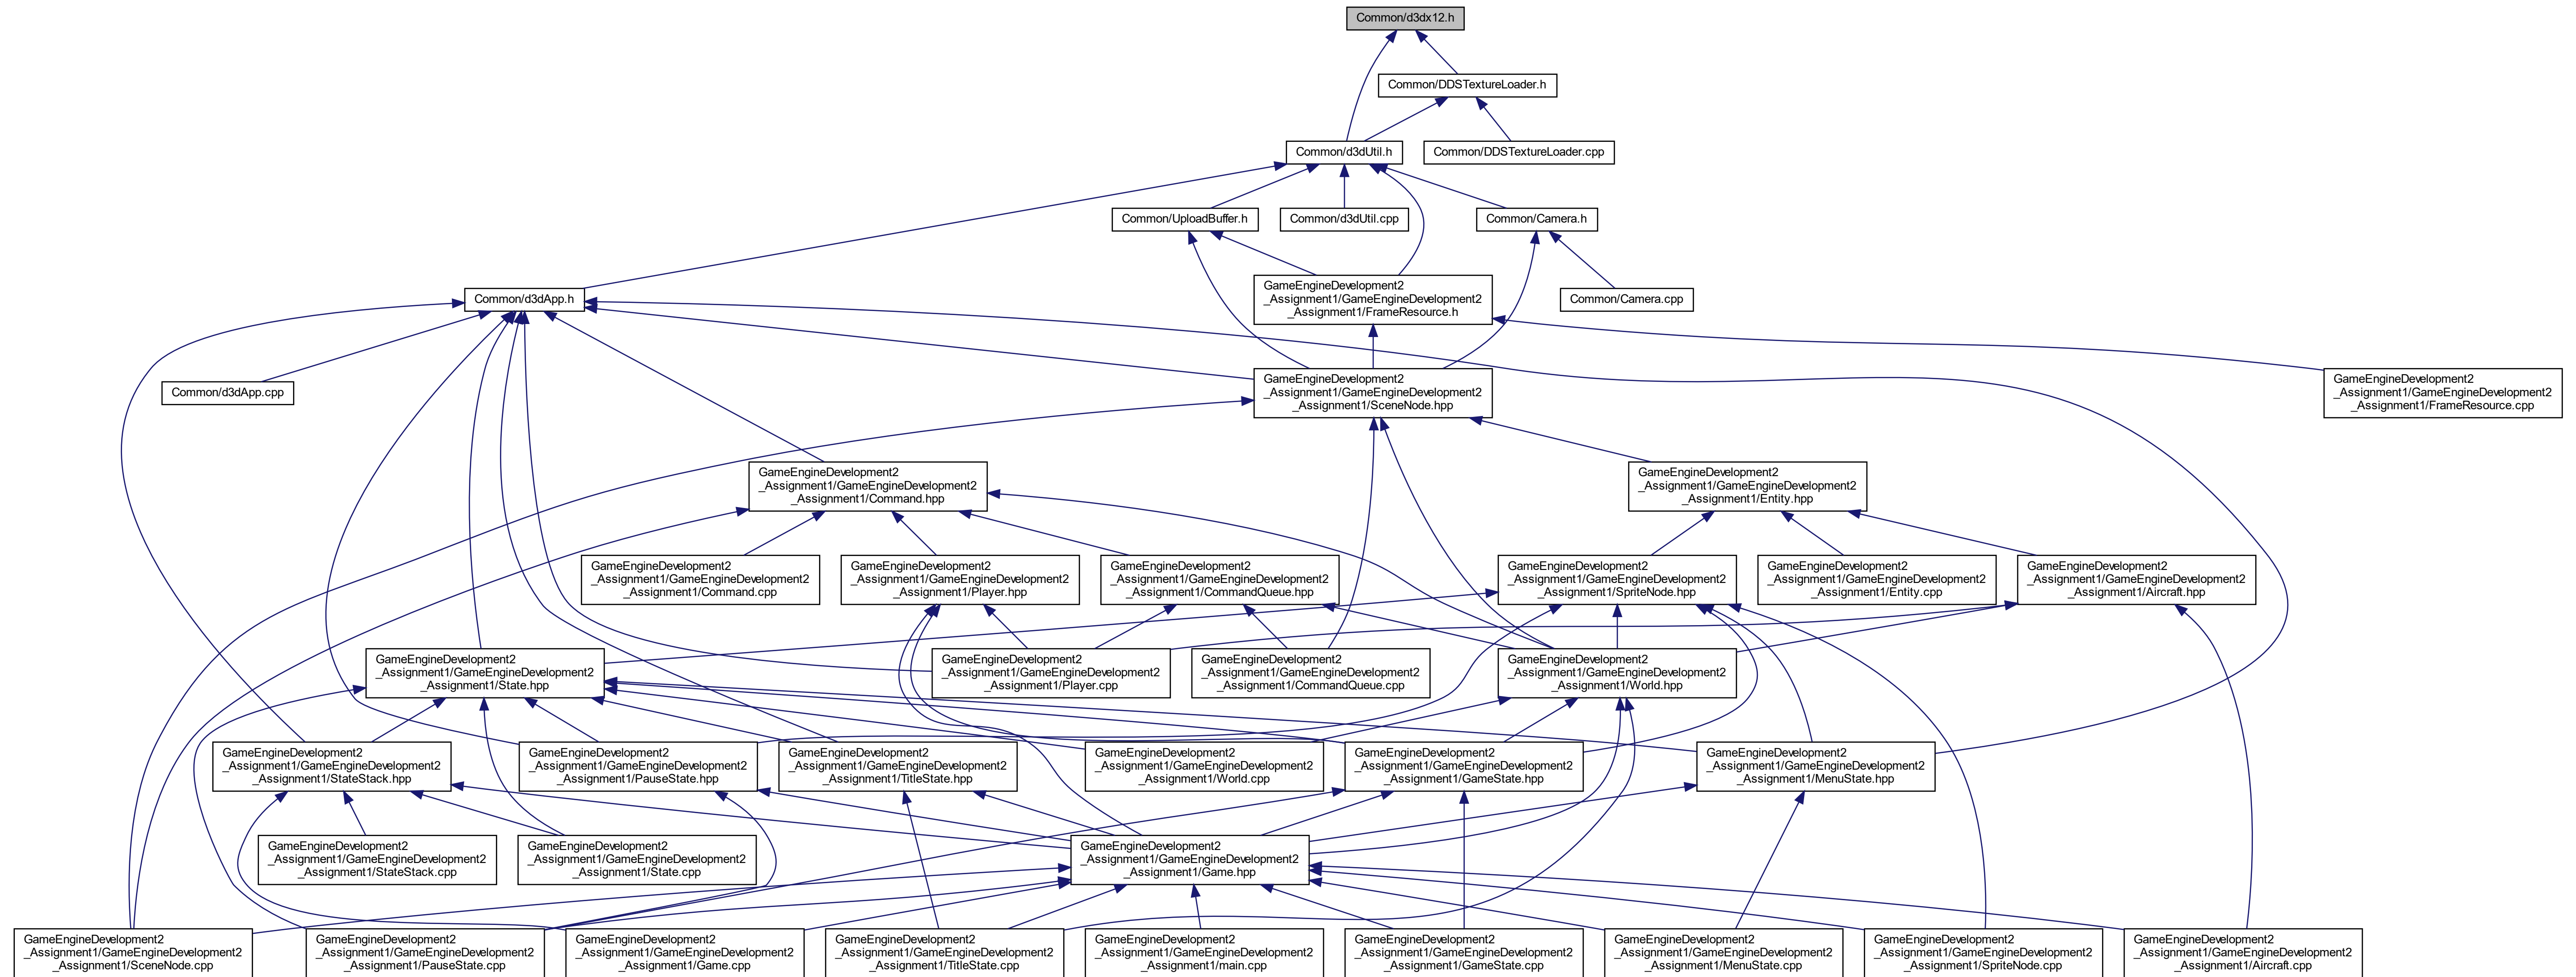 Common/d3dx12.h
Common/DDSTextureLoader.h
Common/d3dUtil.h
Common/DDSTextureLoader.cpp
Common/UploadBuffer.h
Common/d3dUtil.cpp
Common/Camera.h
Common/d3dApp.h
GameEngineDevelopment2
_Assignment1/GameEngineDevelopment2
_Assignment1/FrameResource.h
Common/Camera.cpp
Common/d3dApp.cpp
GameEngineDevelopment2
_Assignment1/GameEngineDevelopment2
_Assignment1/SceneNode.hpp
GameEngineDevelopment2
_Assignment1/GameEngineDevelopment2
_Assignment1/FrameResource.cpp
GameEngineDevelopment2
_Assignment1/GameEngineDevelopment2
_Assignment1/Command.hpp
GameEngineDevelopment2
_Assignment1/GameEngineDevelopment2
_Assignment1/Entity.hpp
GameEngineDevelopment2
_Assignment1/GameEngineDevelopment2
_Assignment1/Command.cpp
GameEngineDevelopment2
_Assignment1/GameEngineDevelopment2
_Assignment1/Player.hpp
GameEngineDevelopment2
_Assignment1/GameEngineDevelopment2
_Assignment1/CommandQueue.hpp
GameEngineDevelopment2
_Assignment1/GameEngineDevelopment2
_Assignment1/SpriteNode.hpp
GameEngineDevelopment2
_Assignment1/GameEngineDevelopment2
_Assignment1/Entity.cpp
GameEngineDevelopment2
_Assignment1/GameEngineDevelopment2
_Assignment1/Aircraft.hpp
GameEngineDevelopment2
_Assignment1/GameEngineDevelopment2
_Assignment1/State.hpp
GameEngineDevelopment2
_Assignment1/GameEngineDevelopment2
_Assignment1/Player.cpp
GameEngineDevelopment2
_Assignment1/GameEngineDevelopment2
_Assignment1/CommandQueue.cpp
GameEngineDevelopment2
_Assignment1/GameEngineDevelopment2
_Assignment1/World.hpp
GameEngineDevelopment2
_Assignment1/GameEngineDevelopment2
_Assignment1/StateStack.hpp
GameEngineDevelopment2
_Assignment1/GameEngineDevelopment2
_Assignment1/PauseState.hpp
GameEngineDevelopment2
_Assignment1/GameEngineDevelopment2
_Assignment1/TitleState.hpp
GameEngineDevelopment2
_Assignment1/GameEngineDevelopment2
_Assignment1/World.cpp
GameEngineDevelopment2
_Assignment1/GameEngineDevelopment2
_Assignment1/GameState.hpp
GameEngineDevelopment2
_Assignment1/GameEngineDevelopment2
_Assignment1/MenuState.hpp
GameEngineDevelopment2
_Assignment1/GameEngineDevelopment2
_Assignment1/StateStack.cpp
GameEngineDevelopment2
_Assignment1/GameEngineDevelopment2
_Assignment1/State.cpp
GameEngineDevelopment2
_Assignment1/GameEngineDevelopment2
_Assignment1/Game.hpp
GameEngineDevelopment2
_Assignment1/GameEngineDevelopment2
_Assignment1/SceneNode.cpp
GameEngineDevelopment2
_Assignment1/GameEngineDevelopment2
_Assignment1/PauseState.cpp
GameEngineDevelopment2
_Assignment1/GameEngineDevelopment2
_Assignment1/Game.cpp
GameEngineDevelopment2
_Assignment1/GameEngineDevelopment2
_Assignment1/TitleState.cpp
GameEngineDevelopment2
_Assignment1/GameEngineDevelopment2
_Assignment1/main.cpp
GameEngineDevelopment2
_Assignment1/GameEngineDevelopment2
_Assignment1/GameState.cpp
GameEngineDevelopment2
_Assignment1/GameEngineDevelopment2
_Assignment1/MenuState.cpp
GameEngineDevelopment2
_Assignment1/GameEngineDevelopment2
_Assignment1/SpriteNode.cpp
GameEngineDevelopment2
_Assignment1/GameEngineDevelopment2
_Assignment1/Aircraft.cpp